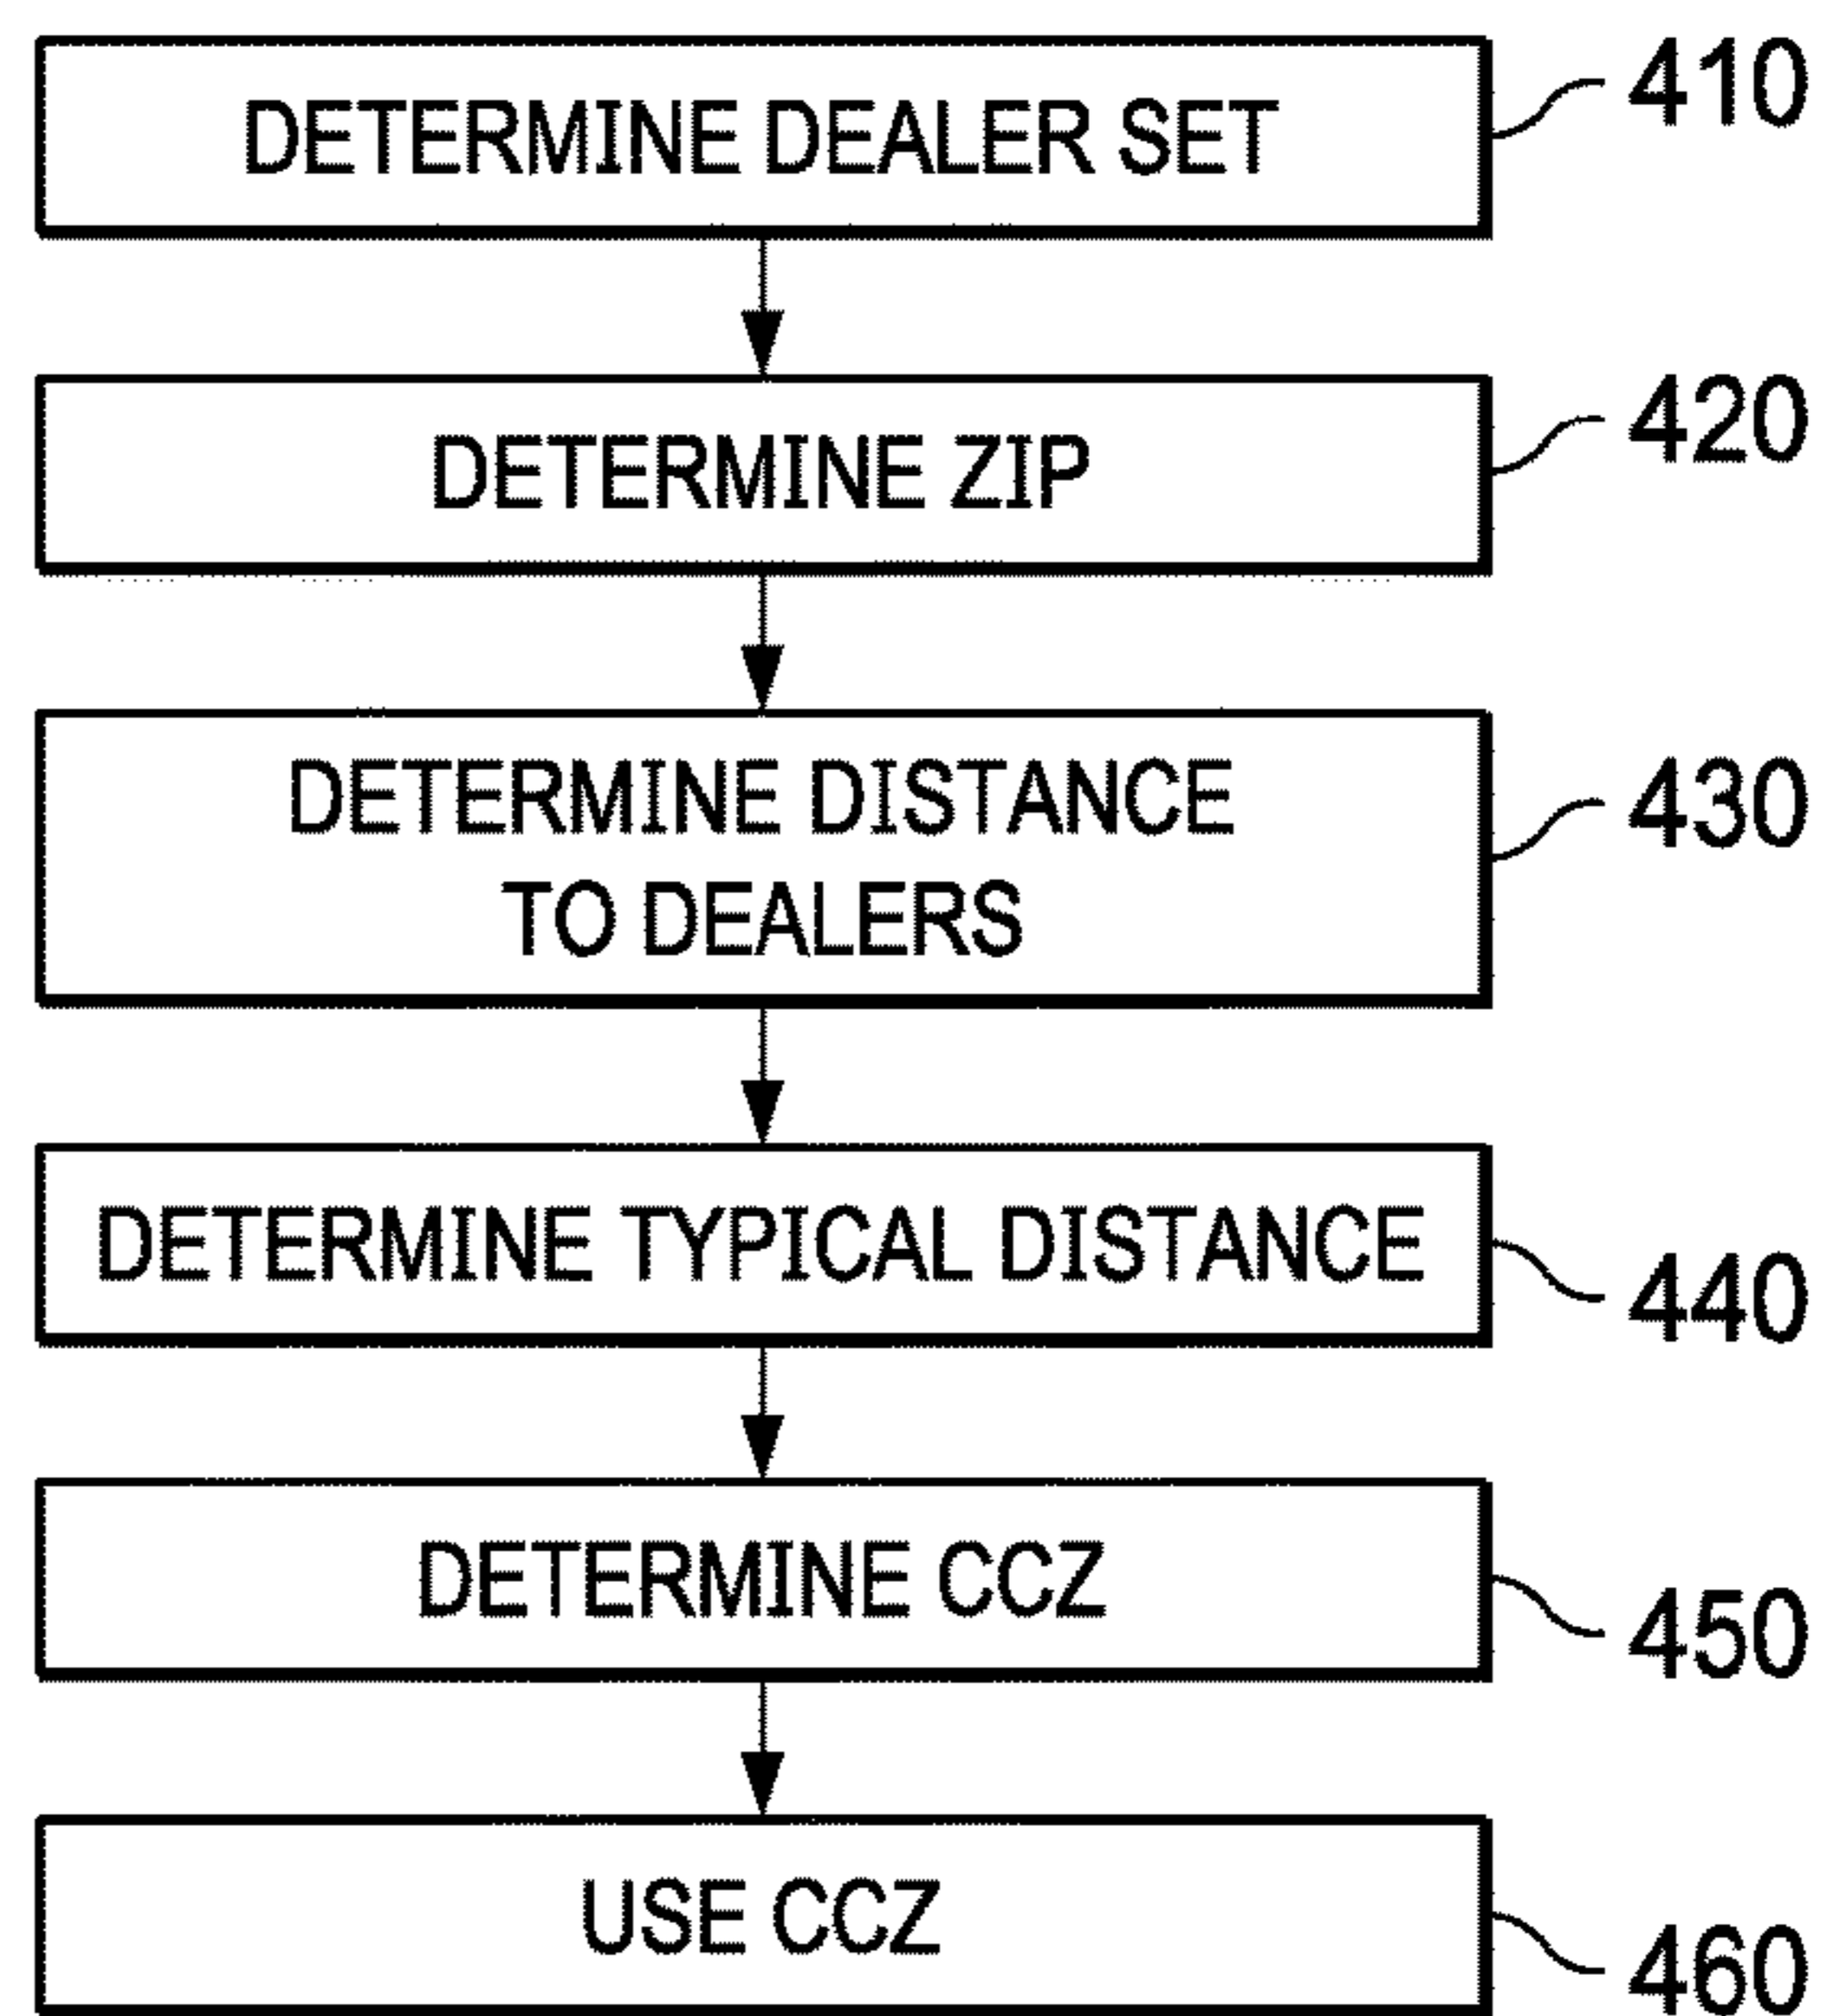 DETERMINE DEALER SET
410
DETERMINE ZIP
420
DETERMINE DISTANCE
TO DEALERS
430
DETERMINE TYPICAL DISTANCE
440
DETERMINE CCZ
450
USE CCZ
460